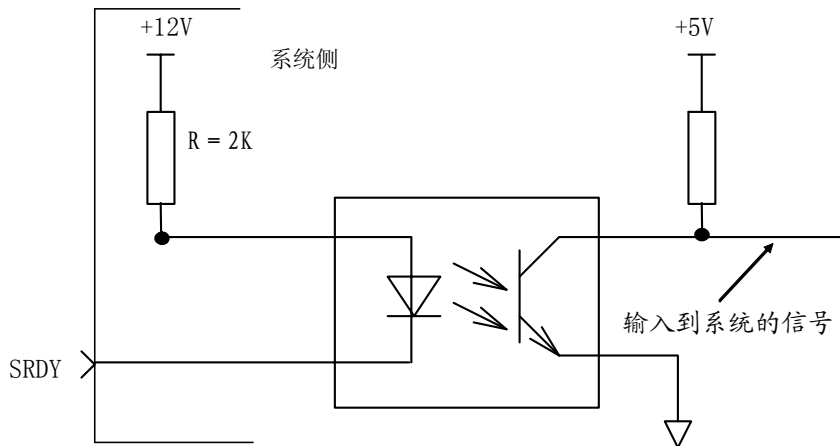 +12V
系统侧
+5V
R = 2K
输入到系统的信号
SRDY